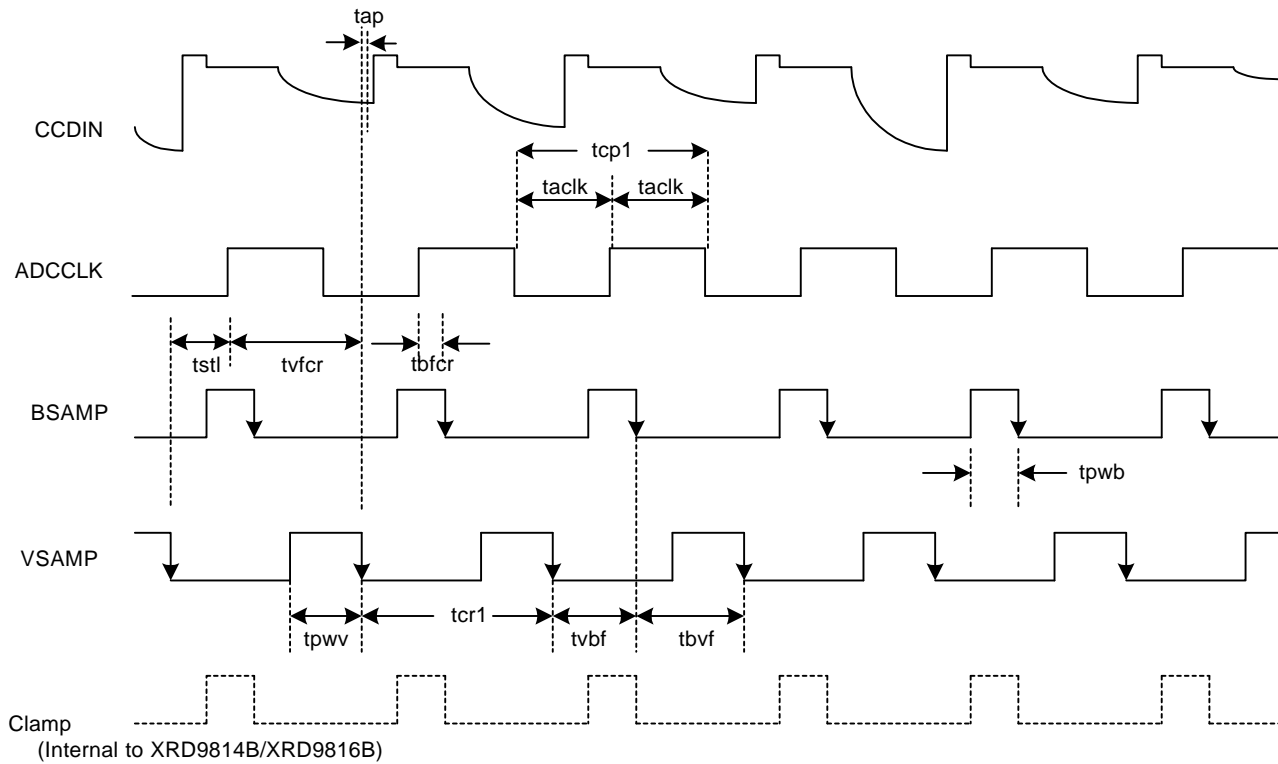 tap
CCDIN
tcp1
taclk taclk
ADCCLK
tstl tvfcr tbfcr
BSAMP
tpwb
VSAMP
tpwv tcr1 tvbf tbvf
Clamp
(Internal to XRD9814B/XRD9816B)